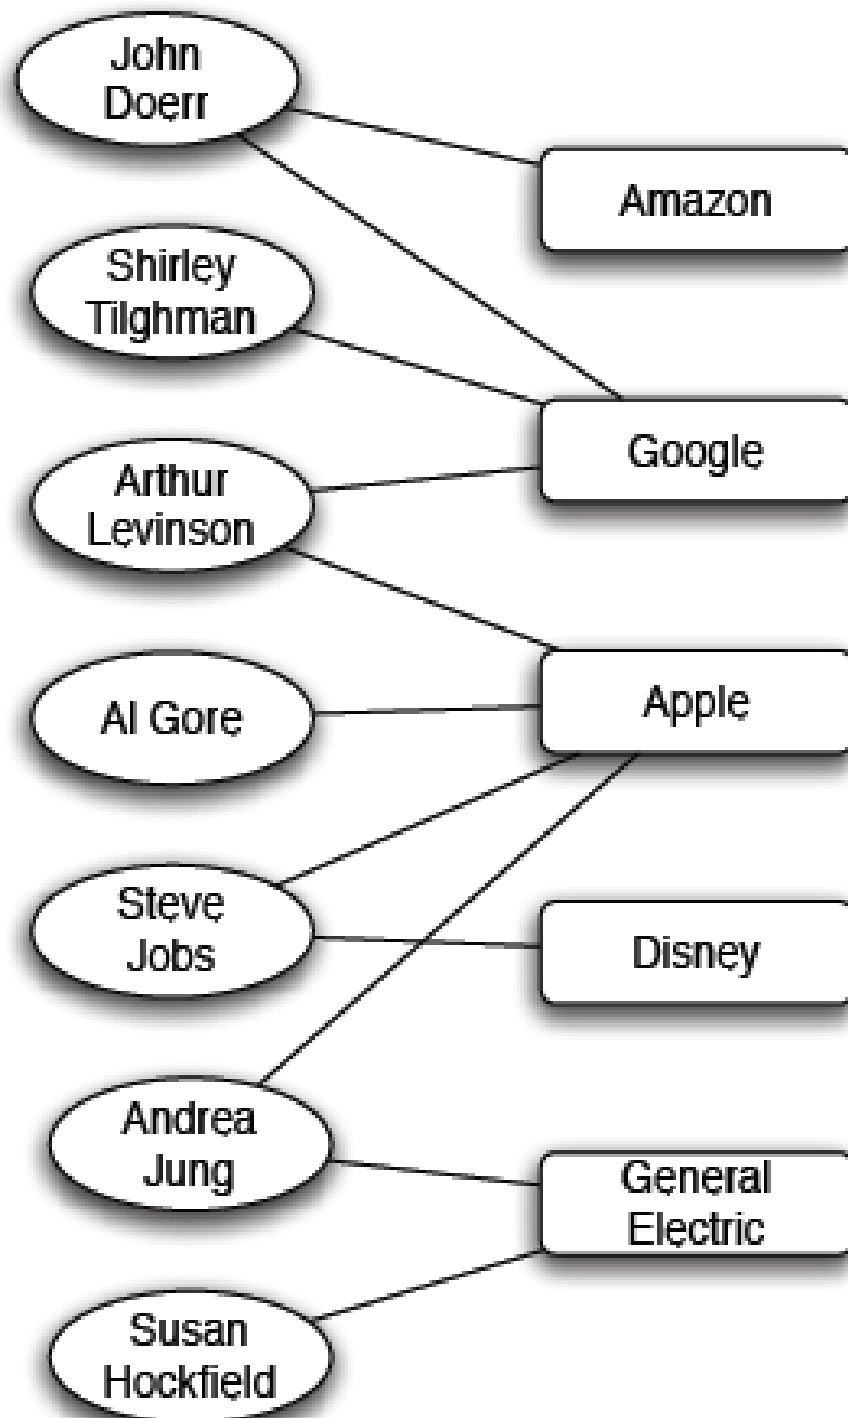 John
Doerr
Amazon
Shirley
Tilghman
Google
Arthur
Levinson
Apple
Al Gore
Steve
Jobs
Disney
Andrea
Jung
General
Electric
Susan
Hockfield